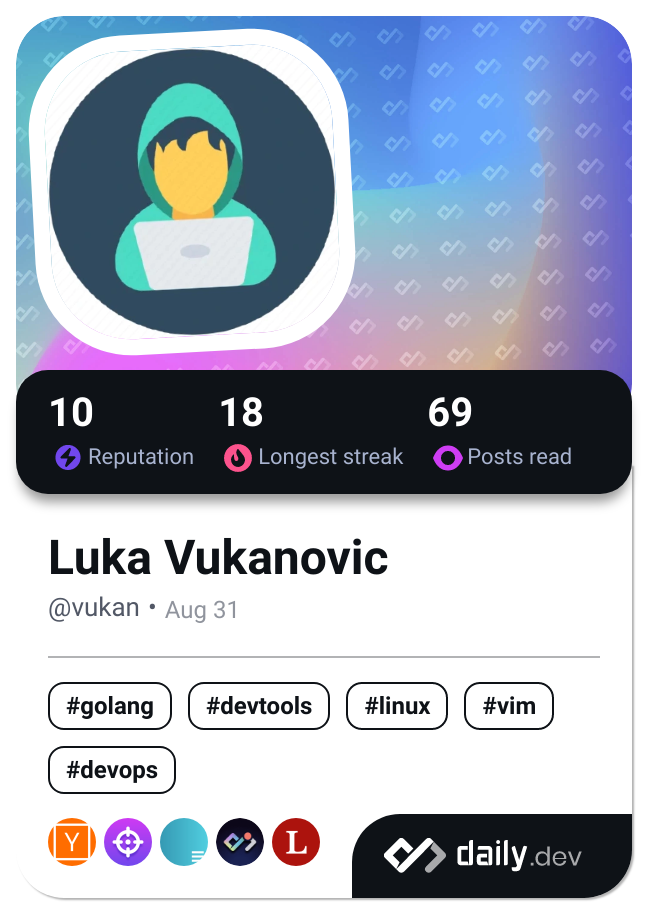 10 18 69
Reputation Longest streak Posts read
Luka Vukanovic
@vukan • Aug 31
#golang #devtools #linux #vim
#devops
Y L
daily.dev